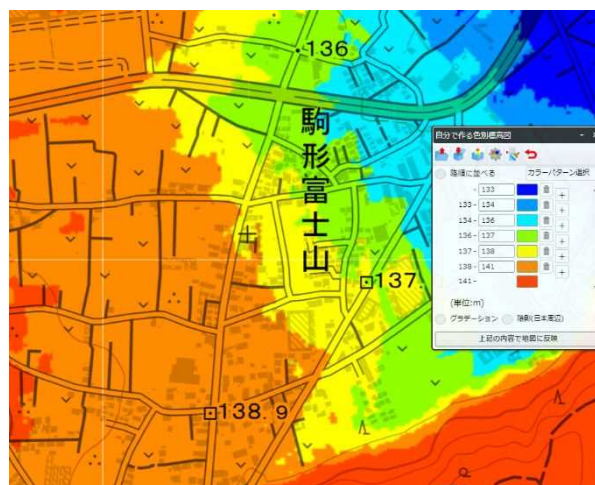 136
駒形富士山
137.
138.9
自分で作る色別標高図
階順に並べる
カラーパターン選択
- 133
133 - 134
134 - 136
136 - 137
137 - 138
138 - 141
141 -
(単位:m)
グラデーション 陰影(日本周辺)
上記の内容で地図に反映